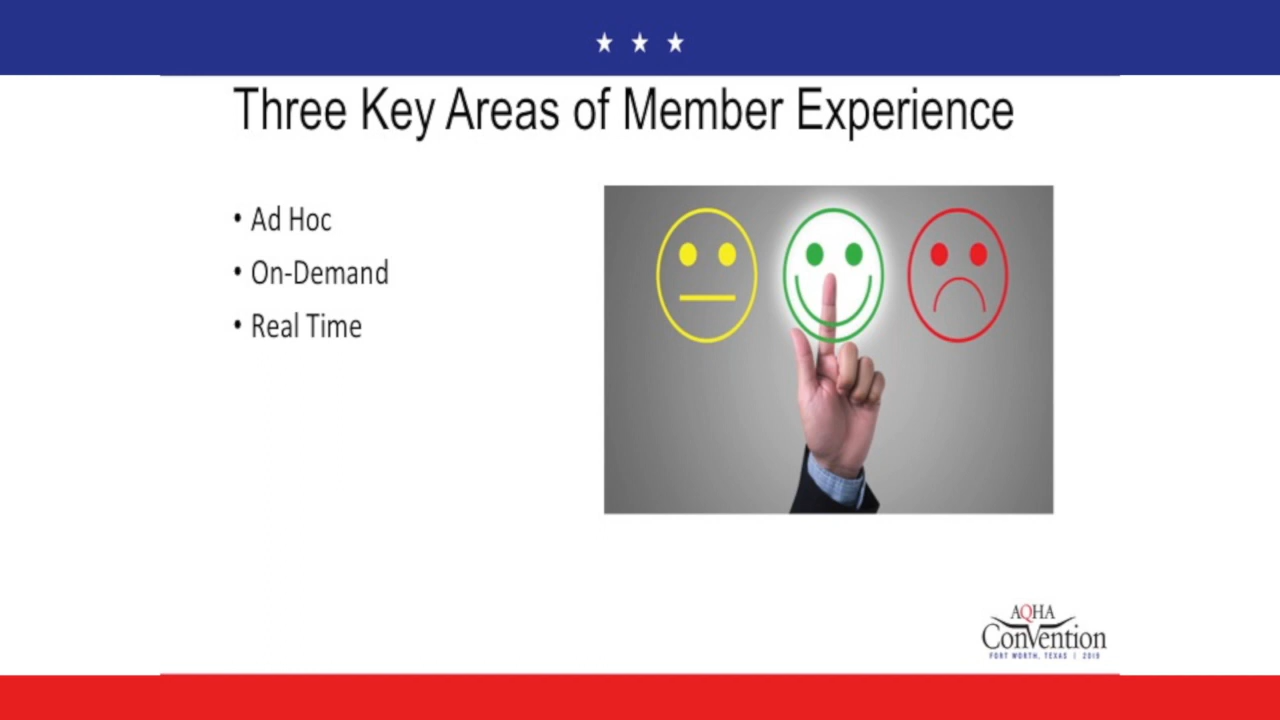 Three Key Areas of Member Experience
• Ad Hoc
• On-Demand
• Real Time
AQHA
Convention
FORT WORTH, TEXAS | 2019